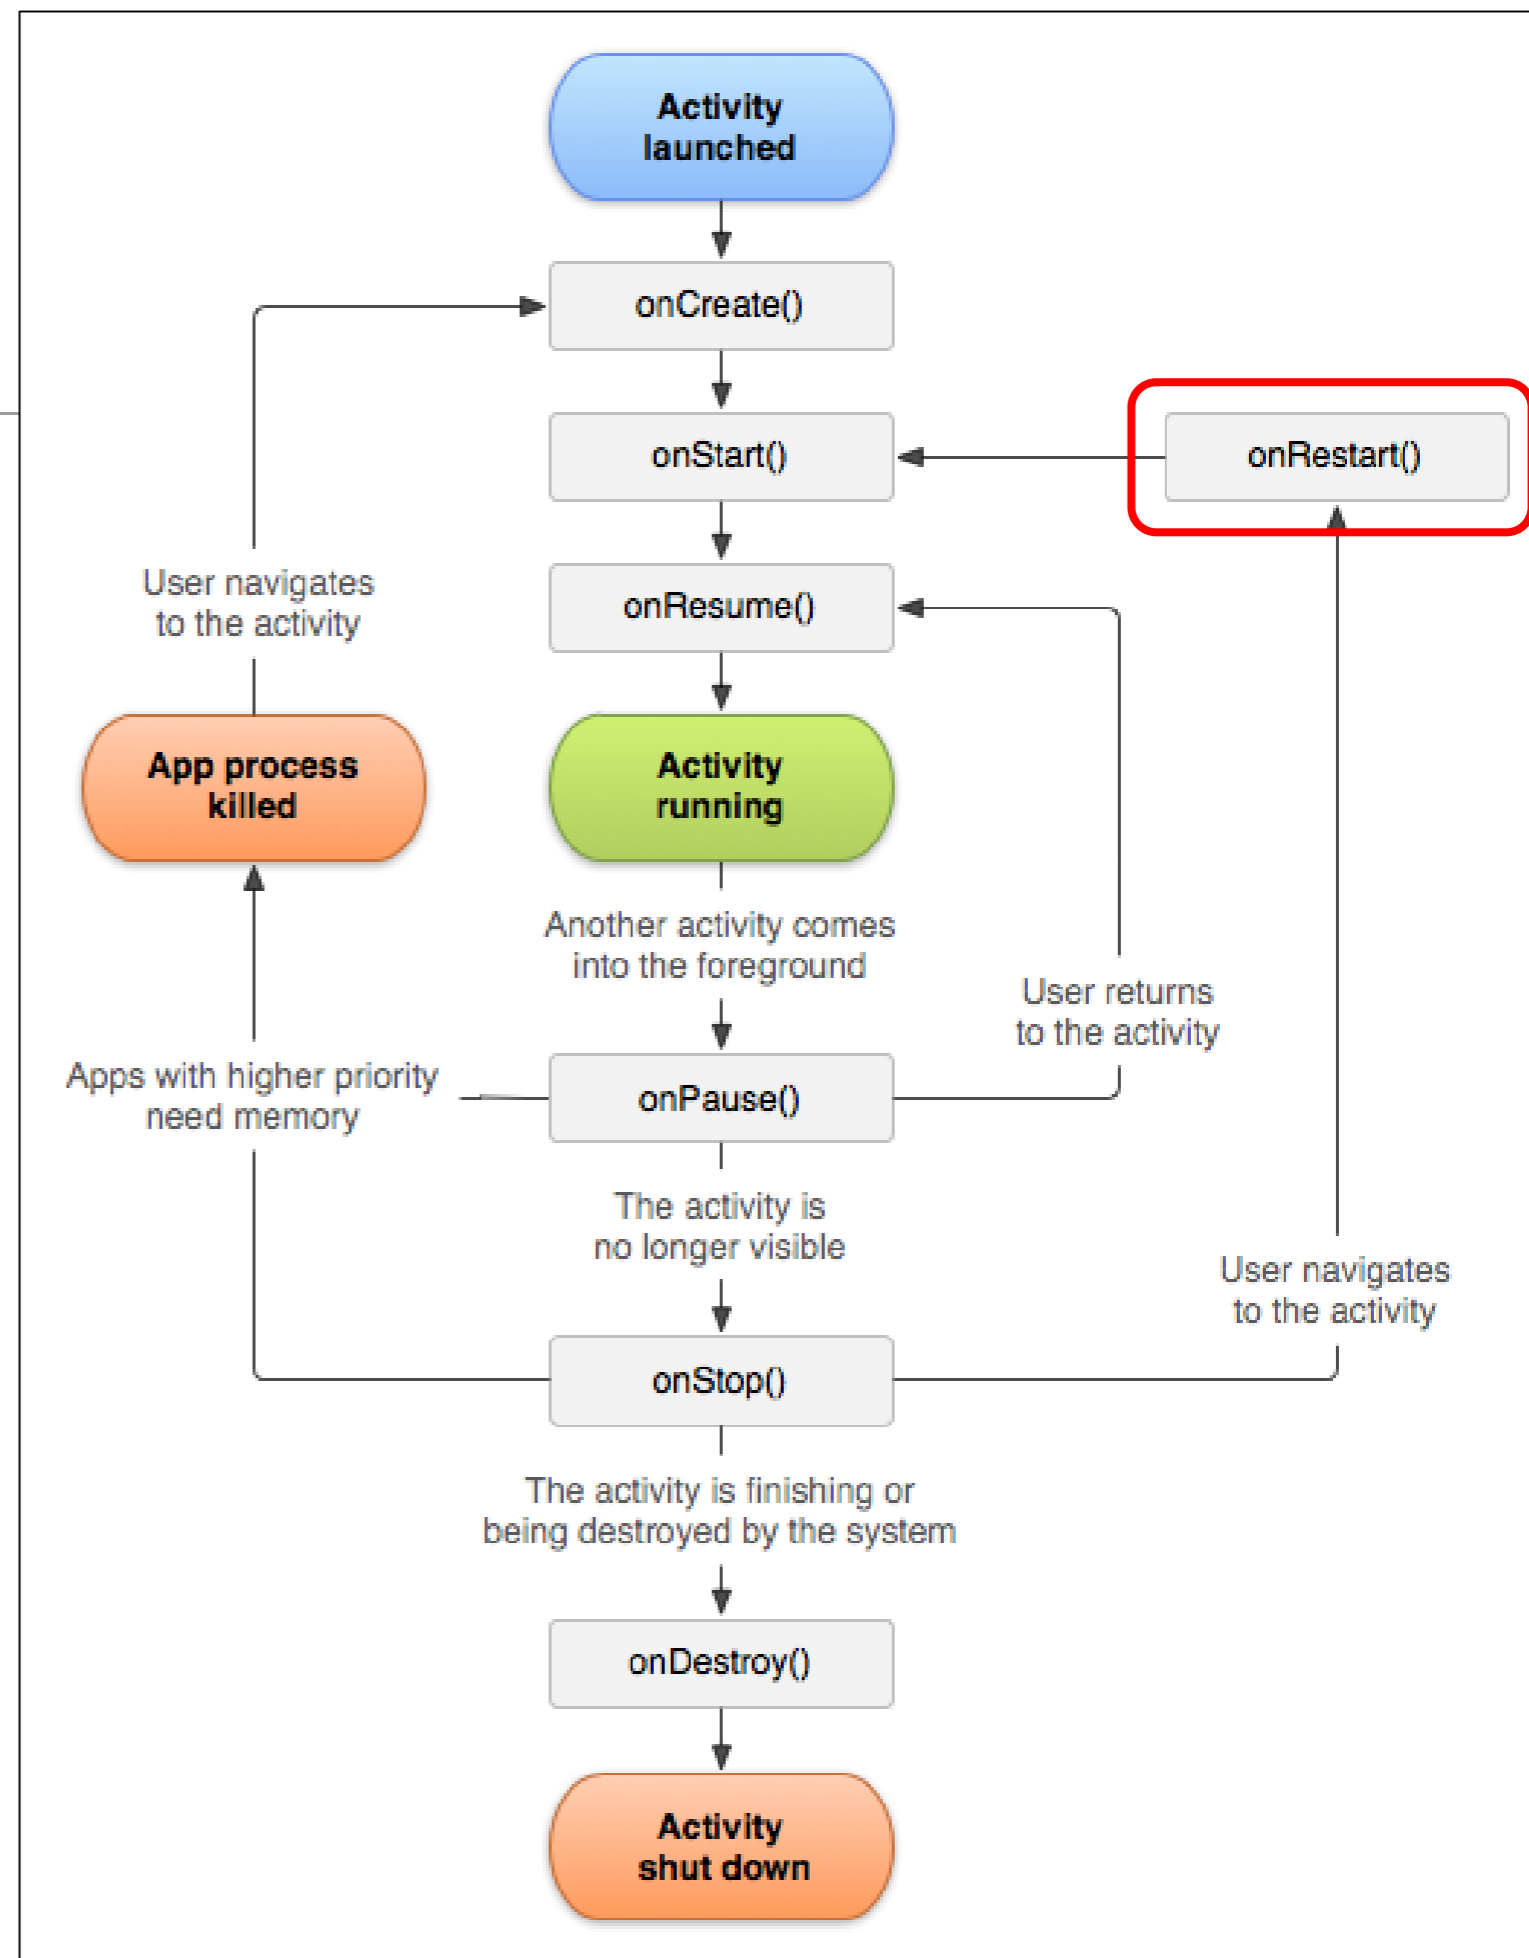 Activity
launched
onCreate()
onStart()
onRestart()
User navigates
to the activity
onResume()
App process
killed
Activity
running
Another activity comes
into the foreground
User returns
to the activity
Apps with higher priority
need memory
onPause()
The activity is
no longer visible
User navigates
to the activity
onStop()
The activity is finishing or
being destroyed by the system
onDestroy()
Activity
shut down